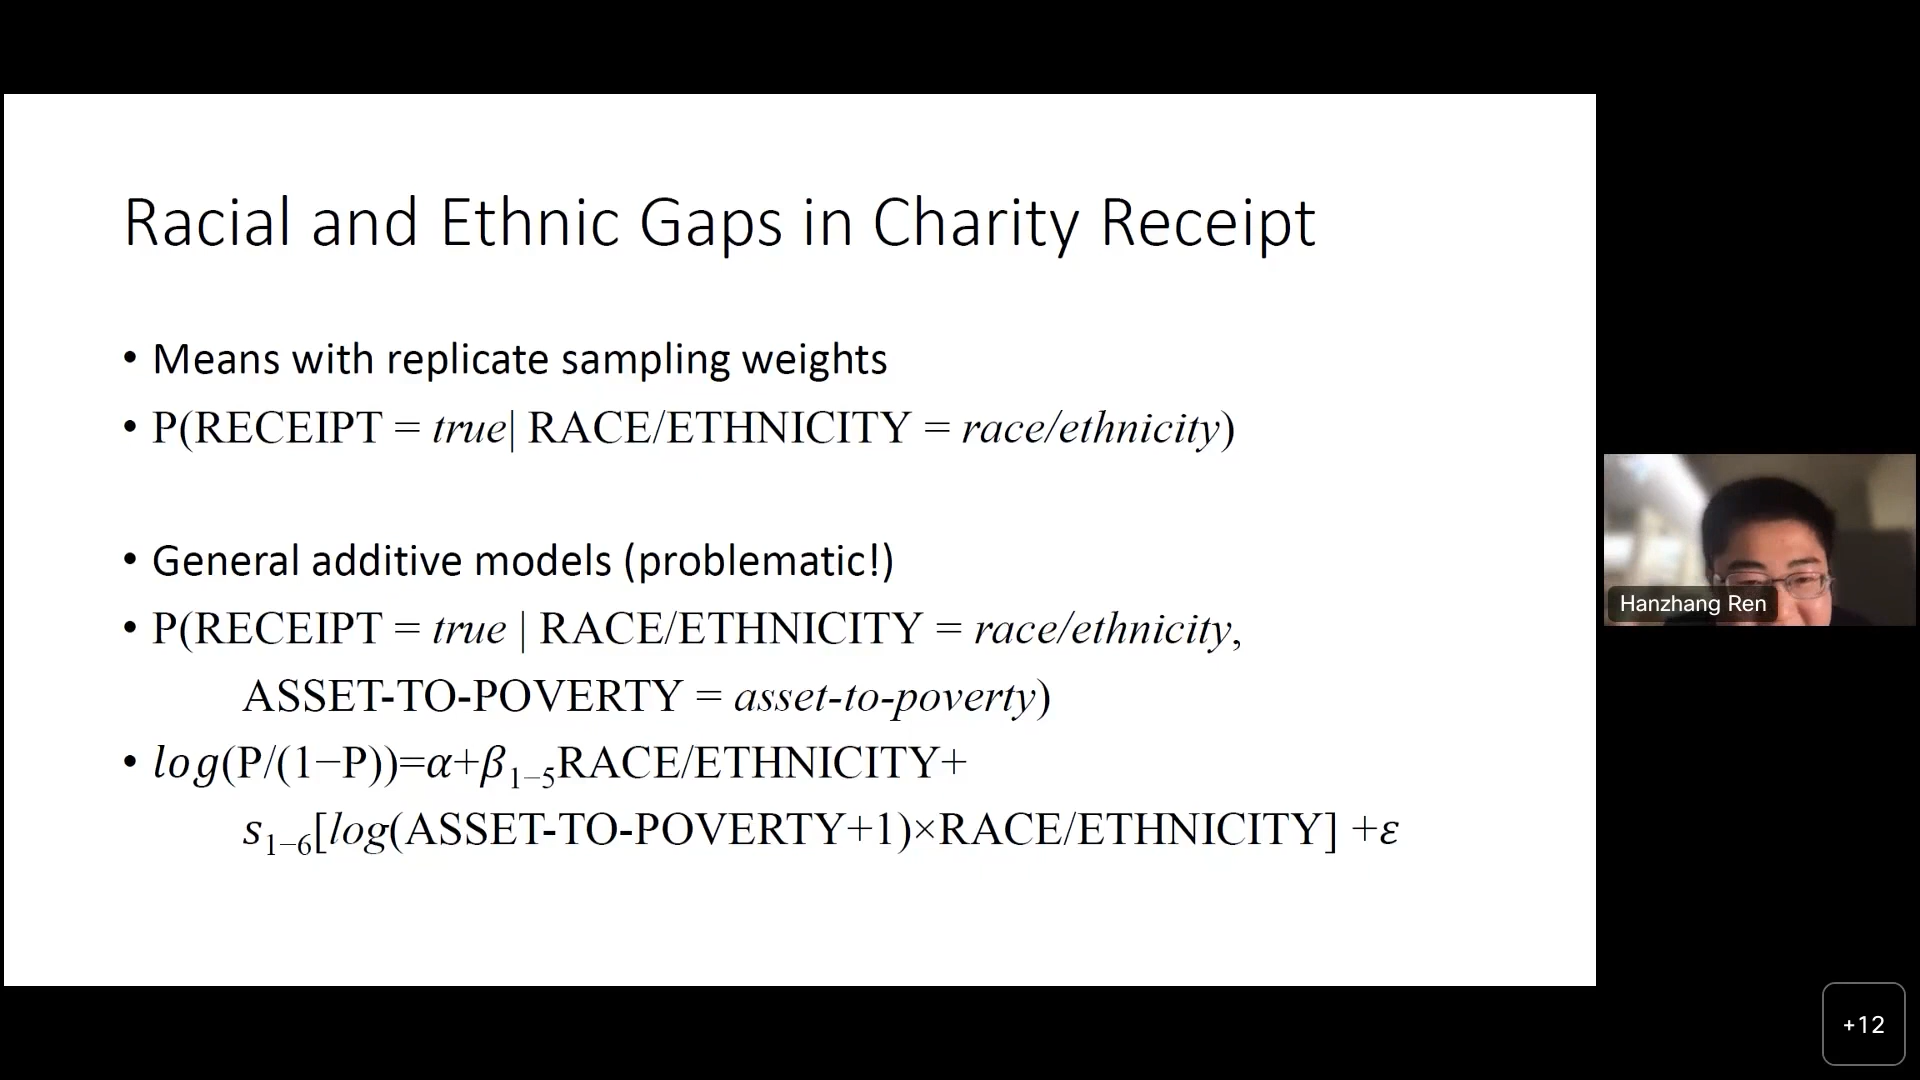 Racial and Ethnic Gaps in Charity Receipt
• Means with replicate sampling weights
• P(RECEIPT = true| RACE/ETHNICITY = race/ethnicity)
• General additive models (problematic!)
• P(RECEIPT = true | RACE/ETHNICITY = race/ethnicity,
ASSET-TO-POVERTY = asset-to-poverty)
• log(P/(1−P))=α+β₁₋₅RACE/ETHNICITY+
s₁₋₆[log(ASSET-TO-POVERTY+1)×RACE/ETHNICITY] +ε
Hanzhang Ren
+12